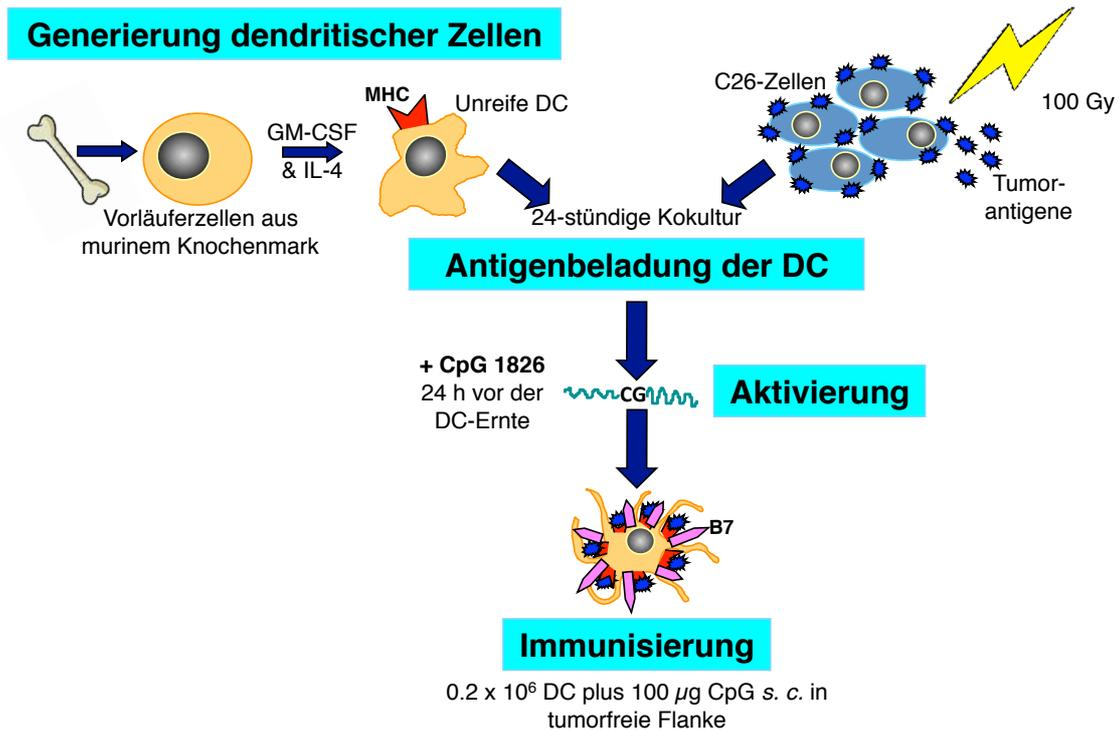 Generierung dendritischer Zellen
MHC
Unreife DC
GM-CSF
& IL-4
Vorläuferzellen aus
murinem Knochenmark
C26-Zellen
100 Gy
Tumor-
antigene
24-stündige Kokultur
Antigenbeladung der DC
+ CpG 1826
24 h vor der
DC-Ernte
CG
Aktivierung
B7
Immunisierung
0.2 x 10⁶ DC plus 100 µg CpG s. c. in
tumorfreie Flanke